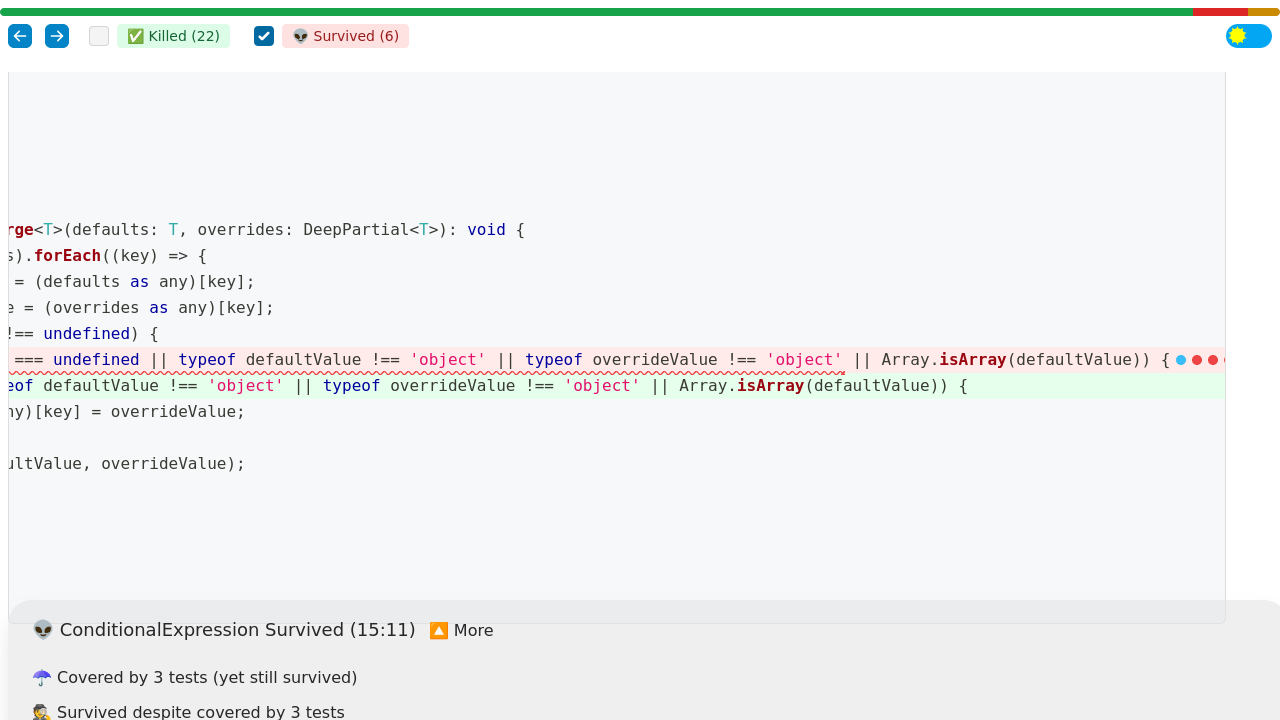 ✅ Killed (22)
👽 Survived (6)
rge<T>(defaults: T, overrides: DeepPartial<T>): void {
s).forEach((key) => {
= (defaults as any)[key];
e = (overrides as any)[key];
!== undefined) {
=== undefined || typeof defaultValue !== 'object' || typeof overrideValue !== 'object' || Array.isArray(defaultValue)) {
eof defaultValue !== 'object' || typeof overrideValue !== 'object' || Array.isArray(defaultValue)) {
ny)[key] = overrideValue;
ultValue, overrideValue);
👽 ConditionalExpression Survived (15:11) 🔼 More
☂️ Covered by 3 tests (yet still survived)
🕵️ Survived despite covered by 3 tests